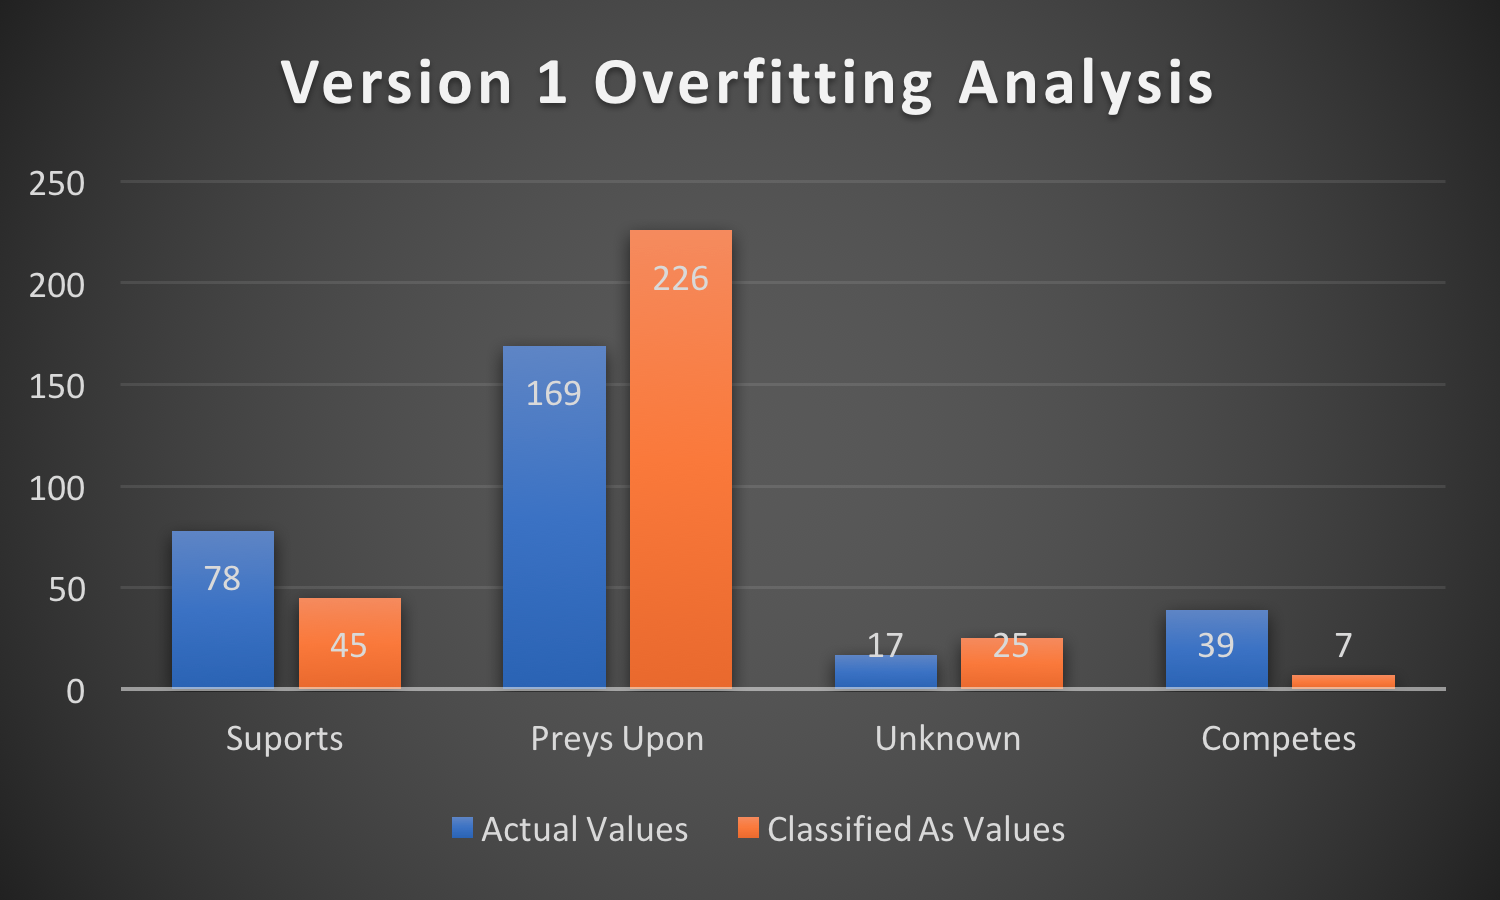 Version 1 Overfitting Analysis
250
200
150
100
50
0
78
45
169
226
17
25
39
7
Suports
Preys Upon
Unknown
Competes
Actual Values
Classified As Values